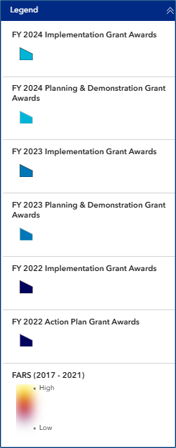 Legend
FY 2024 Implementation Grant Awards
FY 2024 Planning & Demonstration Grant
Awards
FY 2023 Implementation Grant Awards
FY 2023 Planning & Demonstration Grant
Awards
FY 2022 Implementation Grant Awards
FY 2022 Action Plan Grant Awards
FARS (2017 - 2021)
High
Low